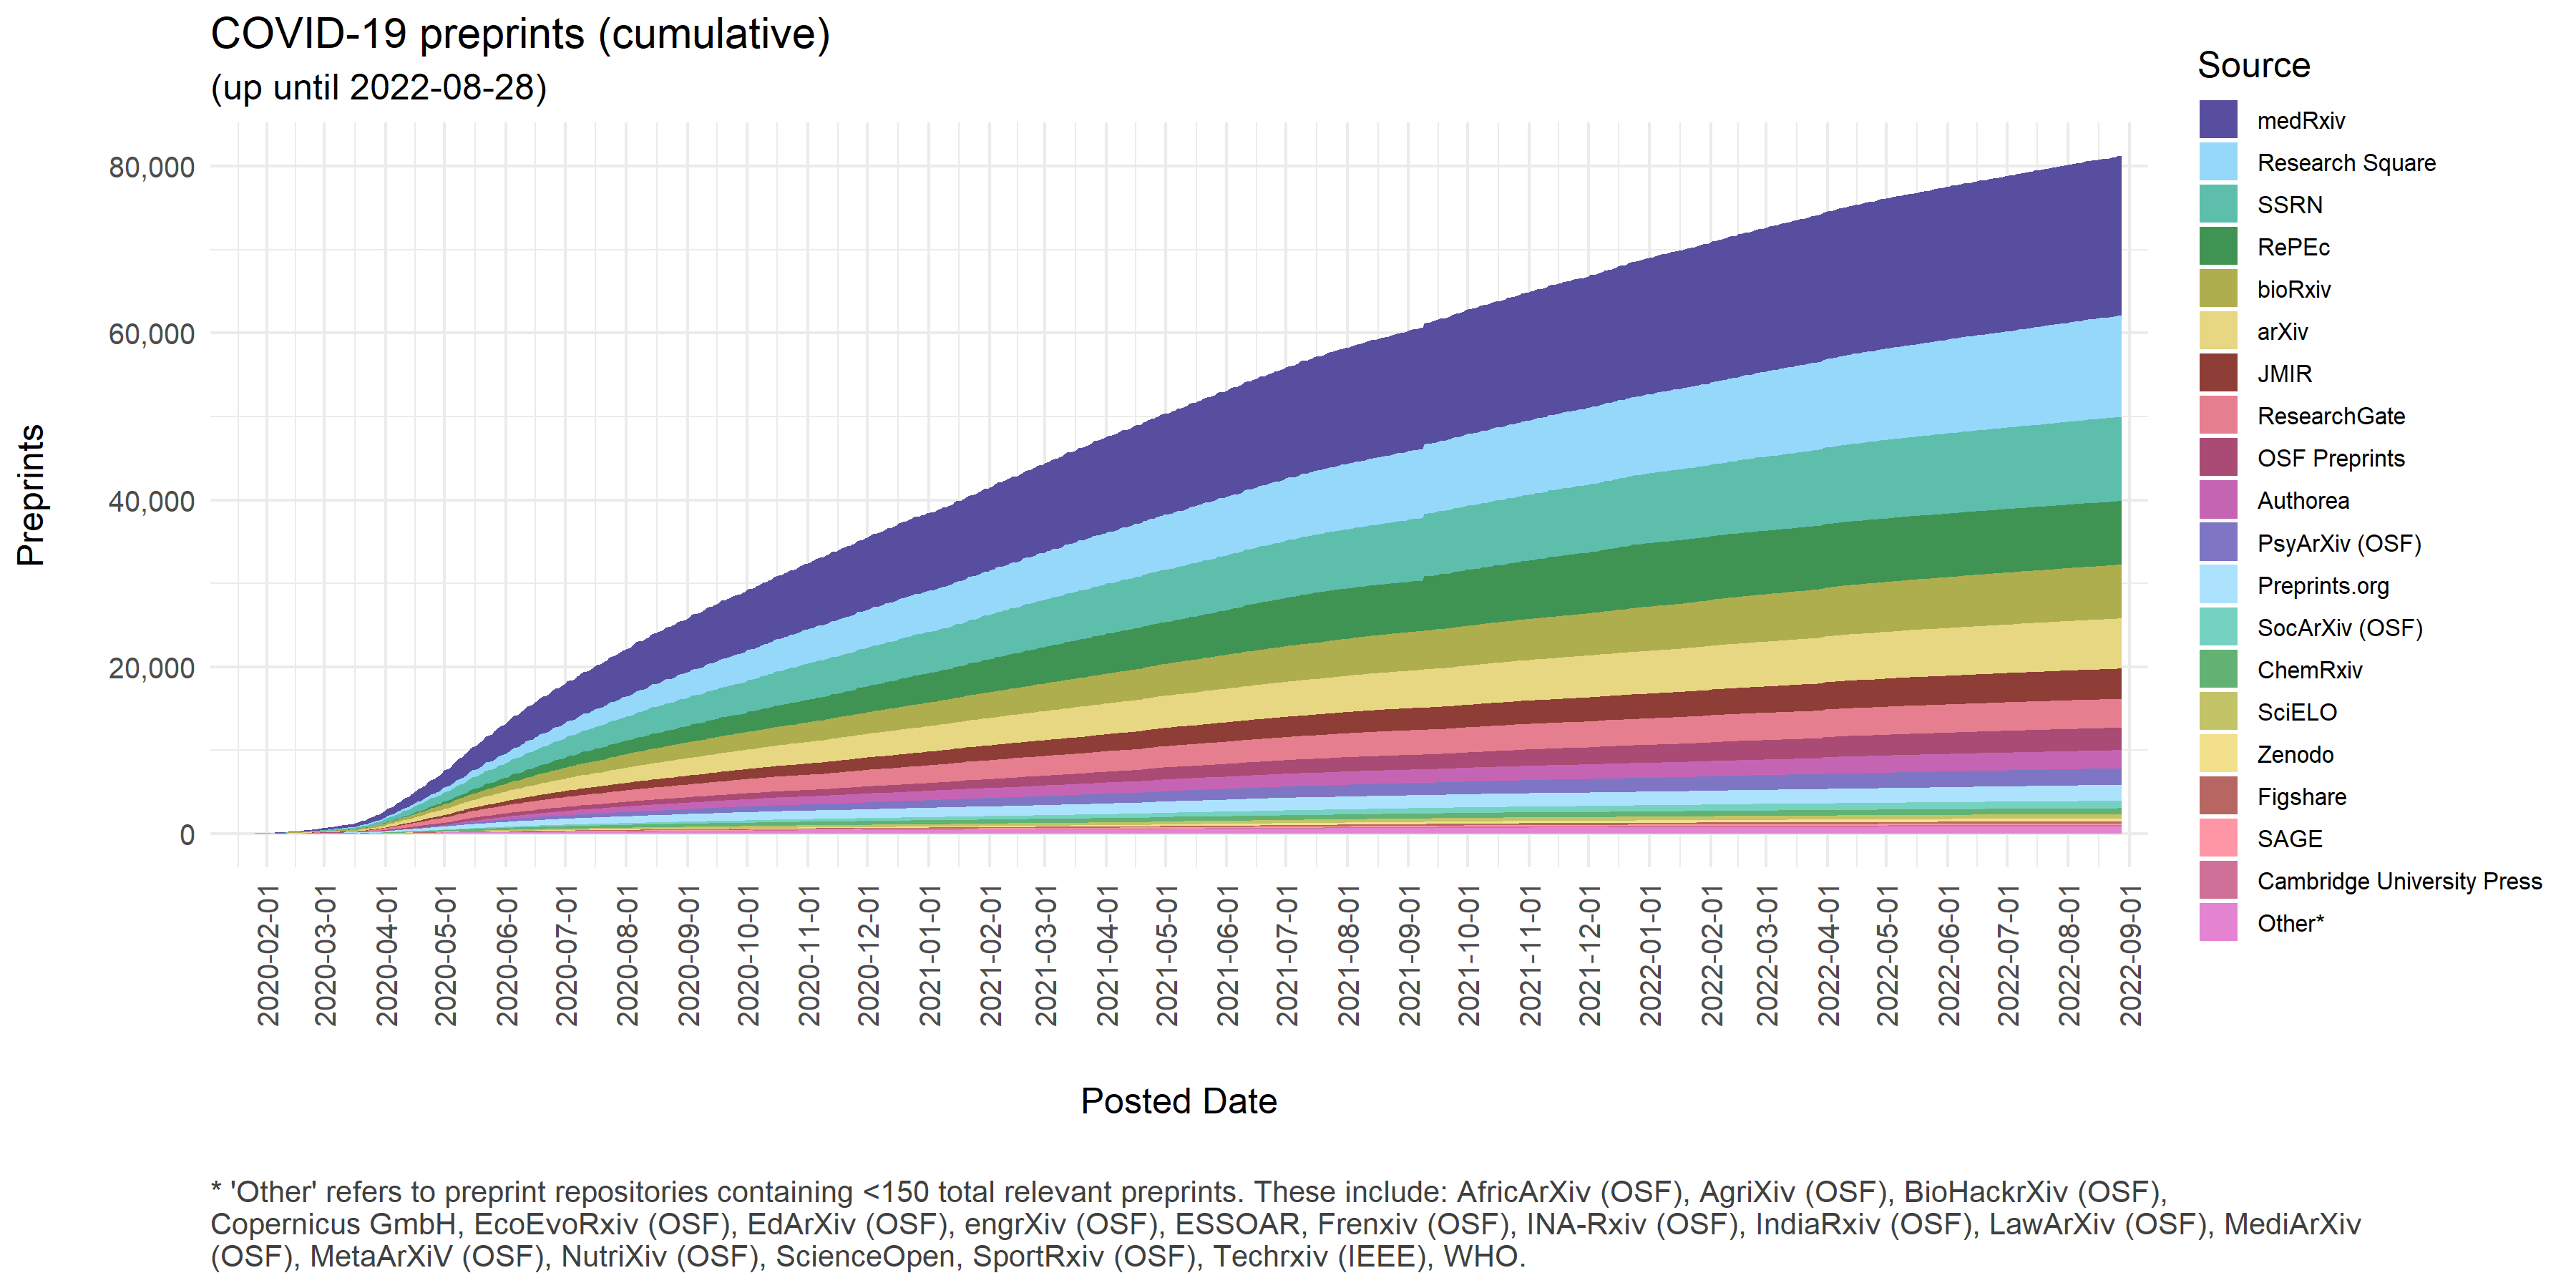 COVID-19 preprints (cumulative)
(up until 2022-08-28)
Preprints
80,000
60,000
40,000
20,000
0
2020-02-01
2020-03-01
2020-04-01
2020-05-01
2020-06-01
2020-07-01
2020-08-01
2020-09-01
2020-10-01
2020-11-01
2020-12-01
2021-01-01
2021-02-01
2021-03-01
2021-04-01
2021-05-01
2021-06-01
2021-07-01
2021-08-01
2021-09-01
2021-10-01
2021-11-01
2021-12-01
2022-01-01
2022-02-01
2022-03-01
2022-04-01
2022-05-01
2022-06-01
2022-07-01
2022-08-01
2022-09-01
Posted Date
Source
medRxiv
Research Square
SSRN
RePEc
bioRxiv
arXiv
JMIR
ResearchGate
OSF Preprints
Authorea
PsyArXiv (OSF)
Preprints.org
SocArXiv (OSF)
ChemRxiv
SciELO
Zenodo
Figshare
SAGE
Cambridge University Press
Other*
* 'Other' refers to preprint repositories containing <150 total relevant preprints. These include: AfricArXiv (OSF), AgriXiv (OSF), BioHackrXiv (OSF),
Copernicus GmbH, EcoEvoRxiv (OSF), EdArXiv (OSF), engrXiv (OSF), ESSOAR, Frenxiv (OSF), INA-Rxiv (OSF), IndiaRxiv (OSF), LawArXiv (OSF), MediArXiv
(OSF), MetaArXiV (OSF), NutriXiv (OSF), ScienceOpen, SportRxiv (OSF), Techrxiv (IEEE), WHO.